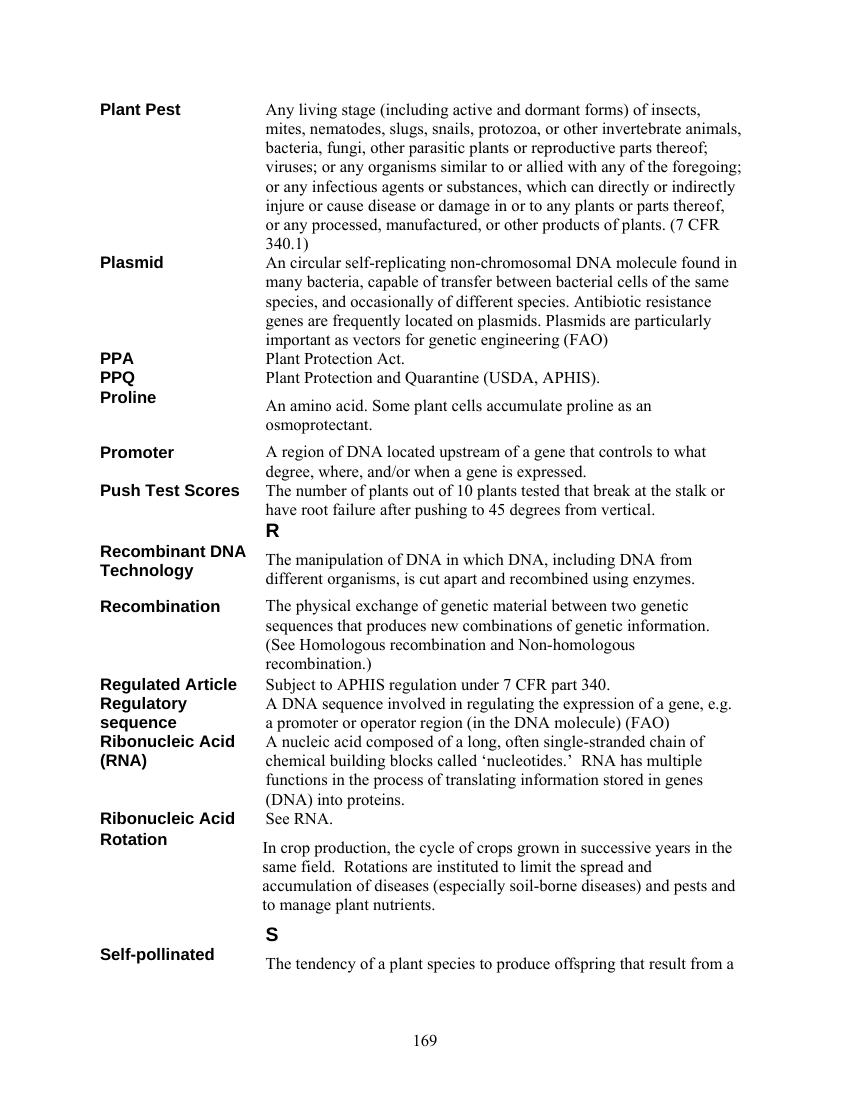 Plant Pest Any living stage (including active and dormant forms) of insects,
mites, nematodes, slugs, snails, protozoa, or other invertebrate animals,
bacteria, fungi, other parasitic plants or reproductive parts thereof;
viruses; or any organisms similar to or allied with any of the foregoing;
or any infectious agents or substances, which can directly or indirectly
injure or cause disease or damage in or to any plants or parts thereof,
or any processed, manufactured, or other products of plants. (7 CFR
340.1)
Plasmid An circular self-replicating non-chromosomal DNA molecule found in
many bacteria, capable of transfer between bacterial cells of the same
species, and occasionally of different species. Antibiotic resistance
genes are frequently located on plasmids. Plasmids are particularly
important as vectors for genetic engineering (FAO)
PPA Plant Protection Act.
PPQ Plant Protection and Quarantine (USDA, APHIS).
Proline
An amino acid. Some plant cells accumulate proline as an
osmoprotectant.
Promoter A region of DNA located upstream of a gene that controls to what
degree, where, and/or when a gene is expressed.
Push Test Scores The number of plants out of 10 plants tested that break at the stalk or
have root failure after pushing to 45 degrees from vertical.
R
Recombinant DNA
Technology
The manipulation of DNA in which DNA, including DNA from
different organisms, is cut apart and recombined using enzymes.
Recombination The physical exchange of genetic material between two genetic
sequences that produces new combinations of genetic information.
(See Homologous recombination and Non-homologous
recombination.)
Regulated Article Subject to APHIS regulation under 7 CFR part 340.
Regulatory A DNA sequence involved in regulating the expression of a gene, e.g.
sequence a promoter or operator region (in the DNA molecule) (FAO)
Ribonucleic Acid A nucleic acid composed of a long, often single-stranded chain of
(RNA) chemical building blocks called ‘nucleotides.’  RNA has multiple
functions in the process of translating information stored in genes
(DNA) into proteins.
Ribonucleic Acid See RNA.
Rotation
In crop production, the cycle of crops grown in successive years in the
same field.  Rotations are instituted to limit the spread and
accumulation of diseases (especially soil-borne diseases) and pests and
to manage plant nutrients.
S
Self-pollinated
The tendency of a plant species to produce offspring that result from a
169